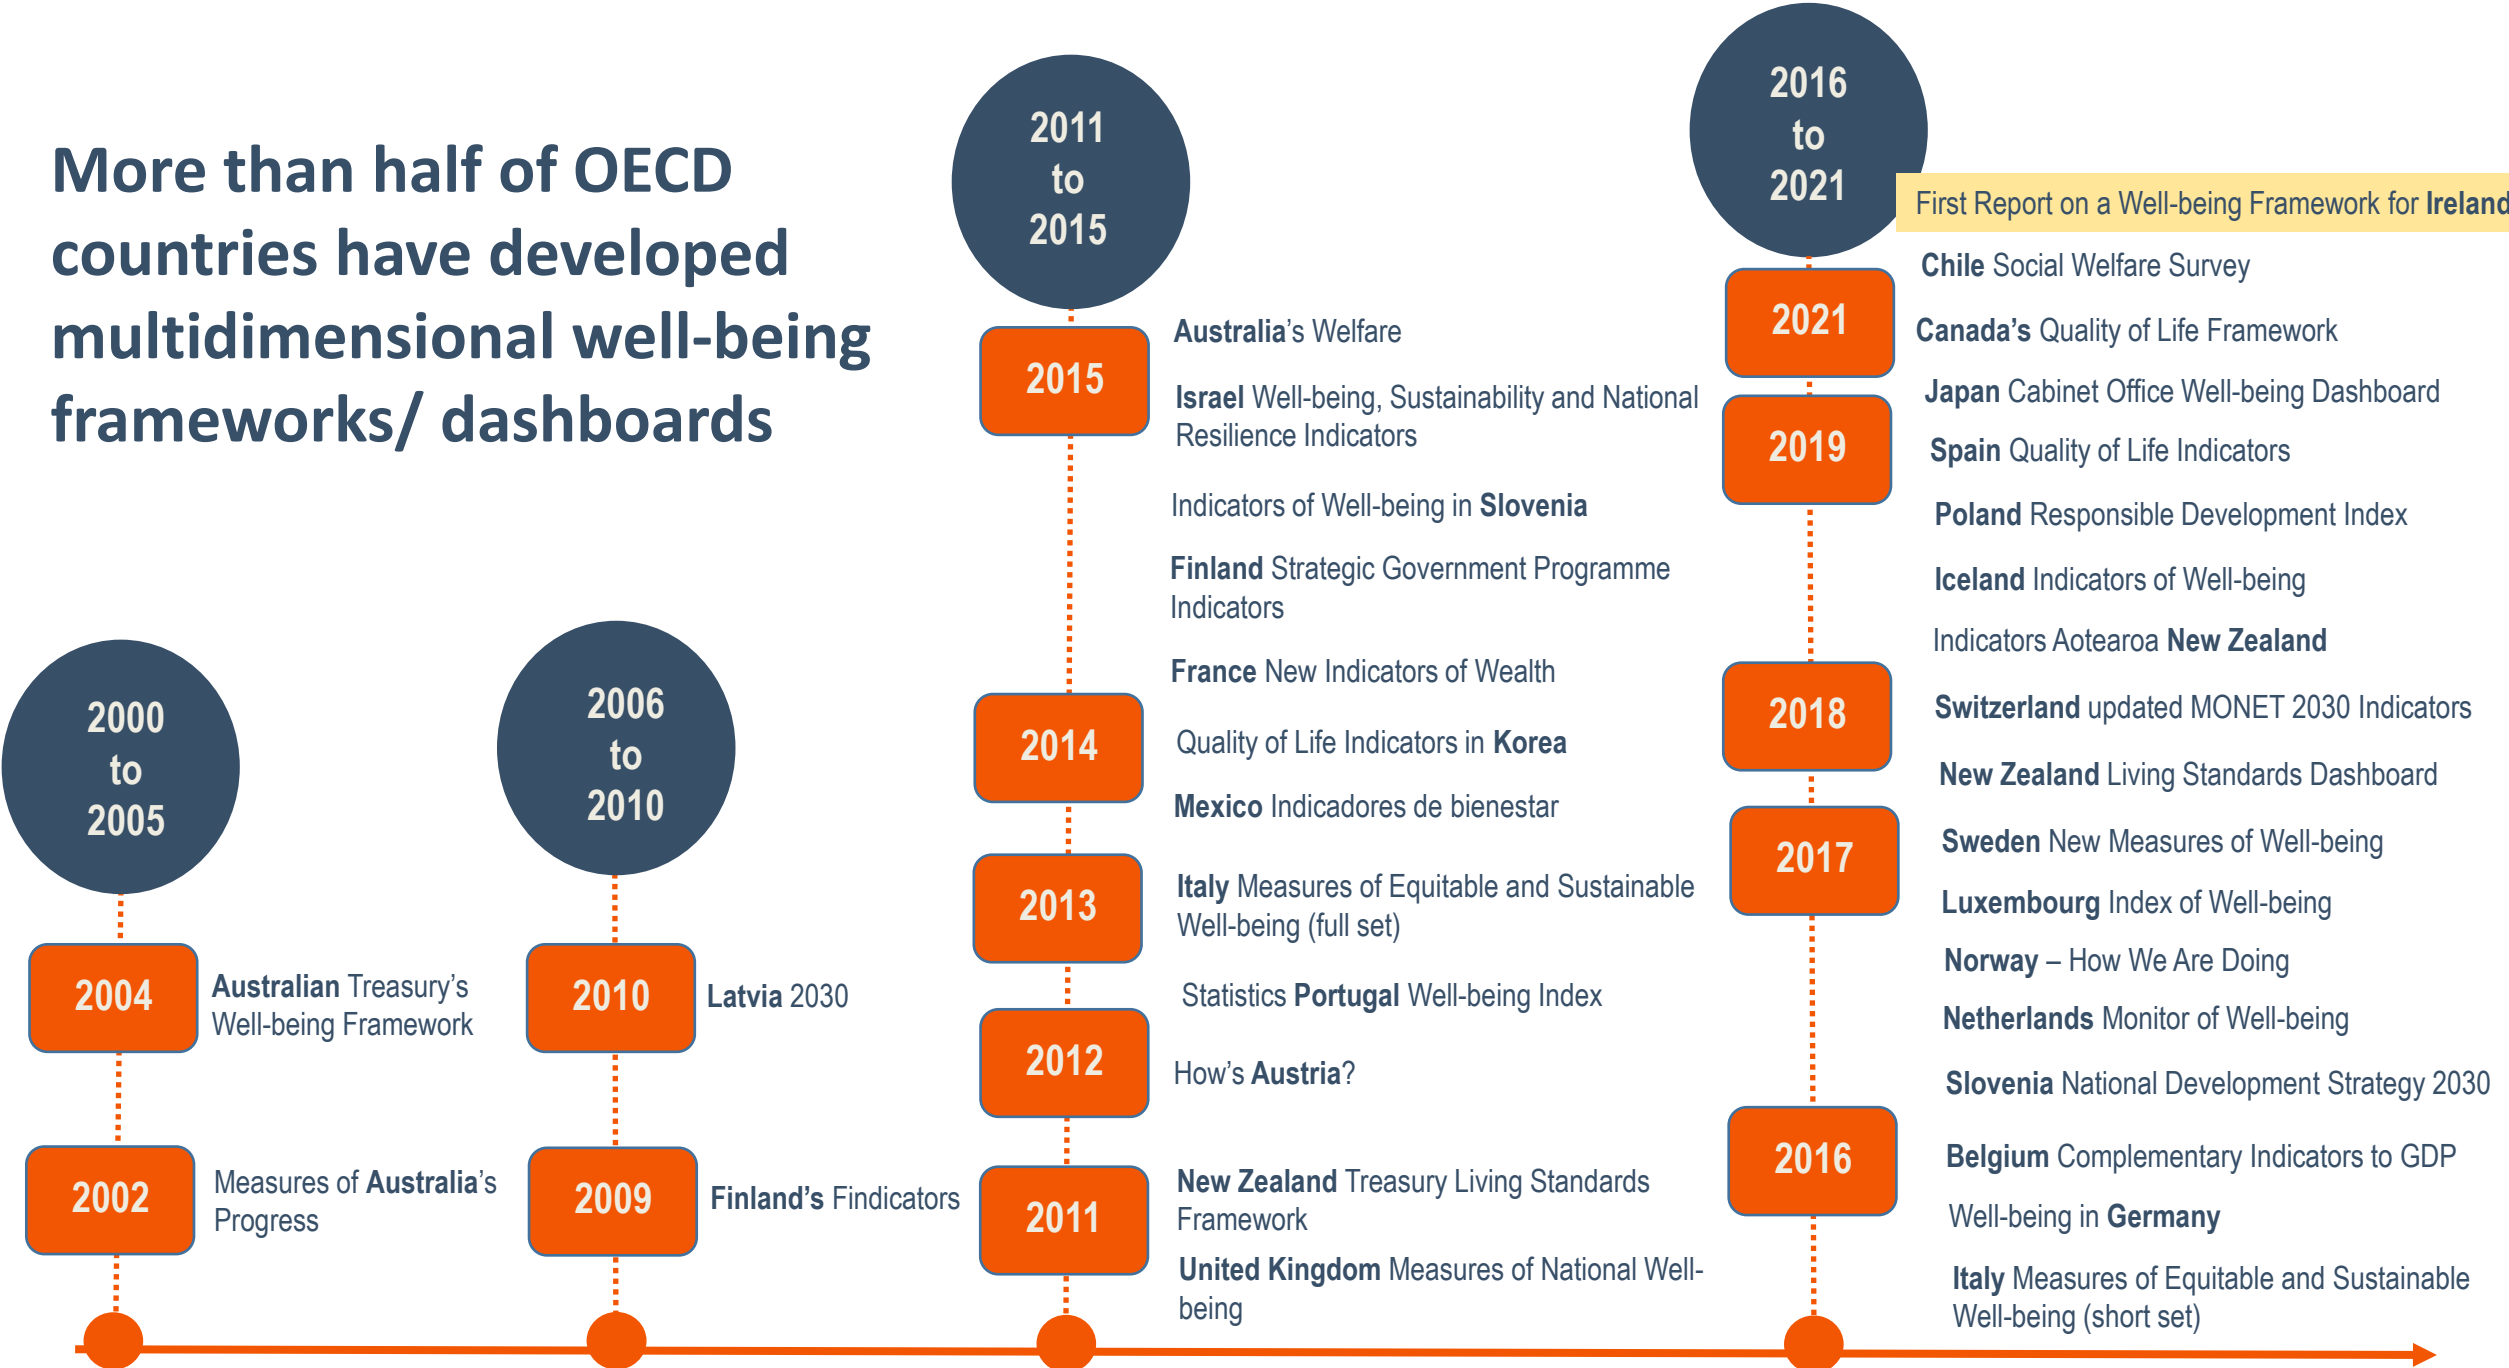 More than half of OECD
countries have developed
multidimensional well-being
frameworks/ dashboards
2000
to
2005
2004
Australian Treasury’s
Well-being Framework
2002
Measures of Australia’s
Progress
2006
to
2010
2010
Latvia 2030
2009
Finland's Findicators
2011
to
2015
2015
Australia’s Welfare
Israel Well-being, Sustainability and National
Resilience Indicators
Indicators of Well-being in Slovenia
Finland Strategic Government Programme
Indicators
France New Indicators of Wealth
2014
Quality of Life Indicators in Korea
Mexico Indicadores de bienestar
2013
Italy Measures of Equitable and Sustainable
Well-being (full set)
Statistics Portugal Well-being Index
2012
How’s Austria?
2011
New Zealand Treasury Living Standards
Framework
United Kingdom Measures of National Well-
being
2016
to
2021
First Report on a Well-being Framework for Ireland
Chile Social Welfare Survey
2021
Canada’s Quality of Life Framework
Japan Cabinet Office Well-being Dashboard
2019
Spain Quality of Life Indicators
Poland Responsible Development Index
Iceland Indicators of Well-being
Indicators Aotearoa New Zealand
2018
Switzerland updated MONET 2030 Indicators
New Zealand Living Standards Dashboard
2017
Sweden New Measures of Well-being
Luxembourg Index of Well-being
Norway – How We Are Doing
Netherlands Monitor of Well-being
Slovenia National Development Strategy 2030
2016
Belgium Complementary Indicators to GDP
Well-being in Germany
Italy Measures of Equitable and Sustainable
Well-being (short set)